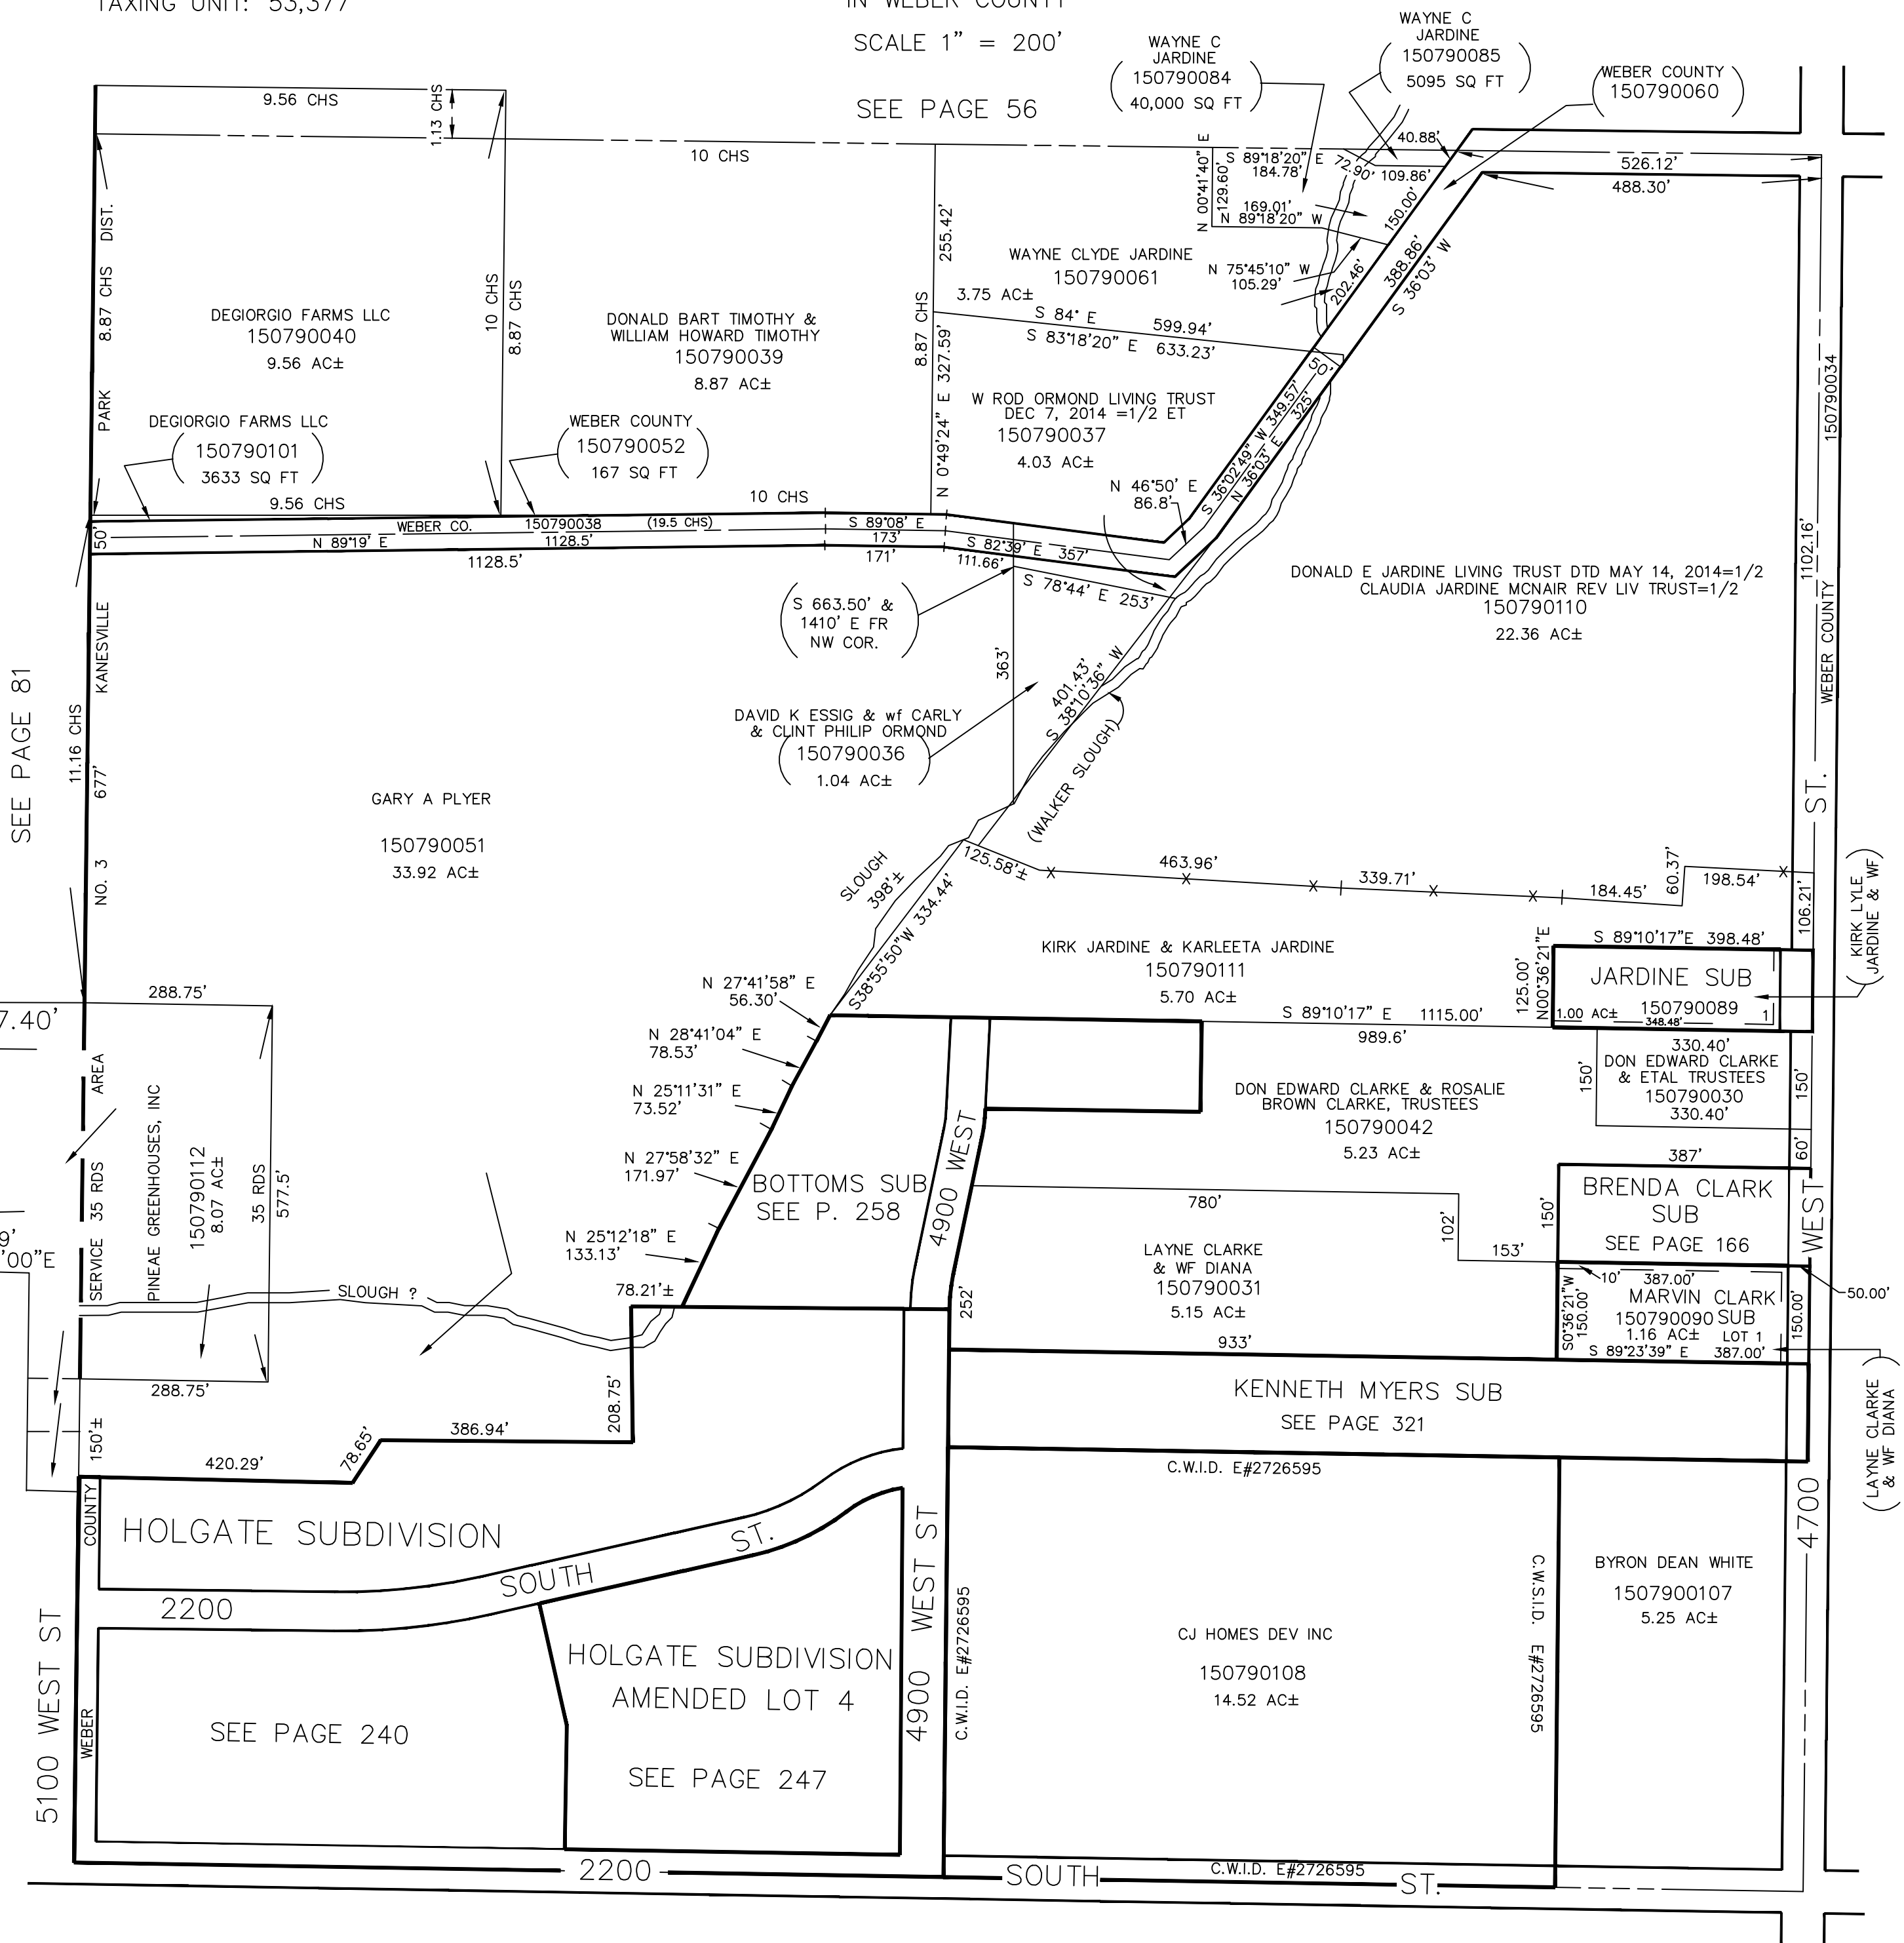 TAXING UNIT: 53,377
IN WEBER COUNTY
SCALE 1" = 200'
SEE PAGE 56
WAYNE C
JARDINE
150790084
40,000 SQ FT
WAYNE C
JARDINE
150790085
5095 SQ FT
WEBER COUNTY
150790060
9.56 CHS
1.13 CHS
10 CHS
N 00°41'40" E
129.60'
S 89°18'20" E
184.78'
72.90'
109.86'
40.88'
526.12'
488.30'
169.01'
N 89°18'20" W
150.00'
N 75°45'10" W
105.29'
202.46'
388.86'
S 36°03' W
PARK DIST.
8.87 CHS
10 CHS
8.87 CHS
255.42'
8.87 CHS
DEGIORGIO FARMS LLC
150790040
9.56 AC±
DONALD BART TIMOTHY &
WILLIAM HOWARD TIMOTHY
150790039
8.87 AC±
WAYNE CLYDE JARDINE
150790061
3.75 AC±
S 84° E 599.94'
S 83°18'20" E 633.23'
N 0°49'24" E 327.59'
W ROD ORMOND LIVING TRUST
DEC 7, 2014 =1/2 ET
150790037
4.03 AC±
50'
S 36°02'49" W 349.57'
N 36°03' E 325'
N 46°50' E
86.8'
DEGIORGIO FARMS LLC
150790101
3633 SQ FT
WEBER COUNTY
150790052
167 SQ FT
9.56 CHS
10 CHS
50'
WEBER CO.
150790038
(19.5 CHS)
N 89°19' E
1128.5'
1128.5'
S 89°08' E
173'
171'
S 82°39' E 357'
111.66'
S 78°44' E 253'
S 663.50' &
1410' E FR
NW COR.
363'
DONALD E JARDINE LIVING TRUST DTD MAY 14, 2014=1/2
CLAUDIA JARDINE MCNAIR REV LIV TRUST=1/2
150790110
22.36 AC±
1102.16'
150790034
WEBER COUNTY
ST.
SEE PAGE 81
11.16 CHS
NO. 3 677' KANESVILLE
401.43'
S 38°10'36" W
(WALKER SLOUGH)
DAVID K ESSIG & wf CARLY
& CLINT PHILIP ORMOND
150790036
1.04 AC±
GARY A PLYER
150790051
33.92 AC±
SLOUGH
398'±
S38°55'50"W 334.44'
125.58'±
463.96'
339.71'
184.45'
60.37'
198.54'
106.21'
KIRK LYLE
JARDINE & WF
KIRK JARDINE & KARLEETA JARDINE
150790111
5.70 AC±
S 89°10'17"E 398.48'
125.00'
N00°36'21"E
JARDINE SUB
150790089
1.00 AC±
348.48'
1
S 89°10'17" E 1115.00'
989.6'
7.40'
288.75'
N 27°41'58" E
56.30'
N 28°41'04" E
78.53'
N 25°11'31" E
73.52'
N 27°58'32" E
171.97'
N 25°12'18" E
133.13'
78.21'±
330.40'
DON EDWARD CLARKE
& ETAL TRUSTEES
150790030
330.40'
150'
150'
60'
DON EDWARD CLARKE & ROSALIE
BROWN CLARKE, TRUSTEES
150790042
5.23 AC±
SERVICE 35 RDS AREA
PINEAE GREENHOUSES, INC
150790112
8.07 AC±
35 RDS
577.5'
9'
'00"E
BOTTOMS SUB
SEE P. 258
4900 WEST
387'
BRENDA CLARK
SUB
SEE PAGE 166
150'
WEST
780'
102'
153'
LAYNE CLARKE
& WF DIANA
150790031
5.15 AC±
252'
933'
10'
387.00'
50.00'
S0°36'21"W
150.00'
MARVIN CLARK
150790090 SUB
1.16 AC± LOT 1
S 89°23'39" E 387.00'
150.00'
LAYNE CLARKE
& WF DIANA
SLOUGH ?
288.75'
208.75'
150'±
420.29'
78.65'
386.94'
KENNETH MYERS SUB
SEE PAGE 321
C.W.I.D. E#2726595
COUNTY
HOLGATE SUBDIVISION
2200 SOUTH ST.
4900 WEST ST
C.W.I.D. E#2726595
C.W.S.I.D. E#2726595
4700
BYRON DEAN WHITE
1507900107
5.25 AC±
5100 WEST ST
WEBER
SEE PAGE 240
HOLGATE SUBDIVISION
AMENDED LOT 4
SEE PAGE 247
CJ HOMES DEV INC
150790108
14.52 AC±
C.W.I.D. E#2726595
2200 SOUTH ST.